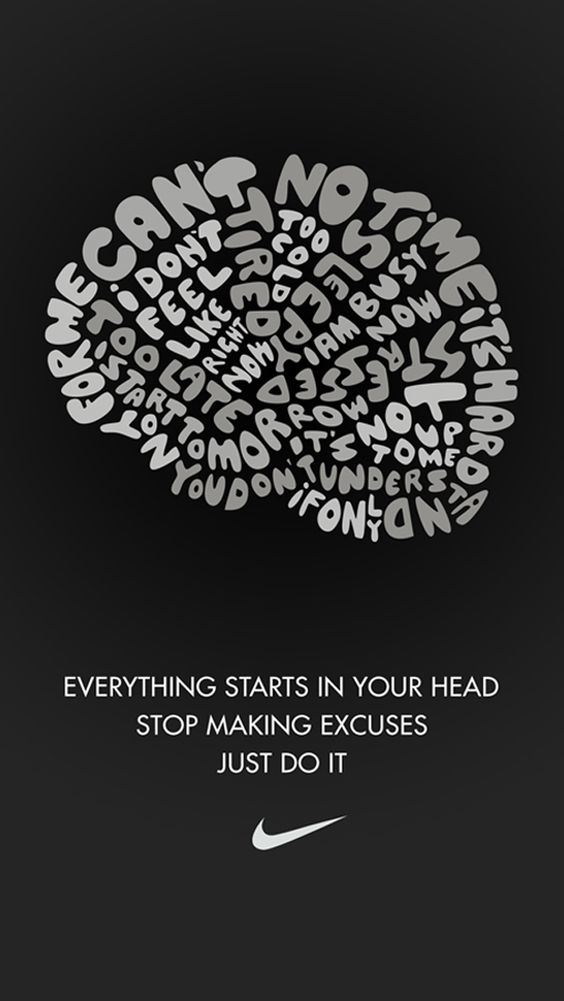 CAN'T
NO TiME
iT'S HARD
FOR ME
i DON'T
FEEL
LIKE
RIGHT
NOW
TIRED
TOO
COLD
SLEEPY
I AM BUSY
NOW
STRESSED
TOO LATE
i START
TOMORROW
IT'S
NOT
UP
TO ME
YOU DON'T UNDERSTAND
iF ONLY
EVERYTHING STARTS IN YOUR HEAD
STOP MAKING EXCUSES
JUST DO IT